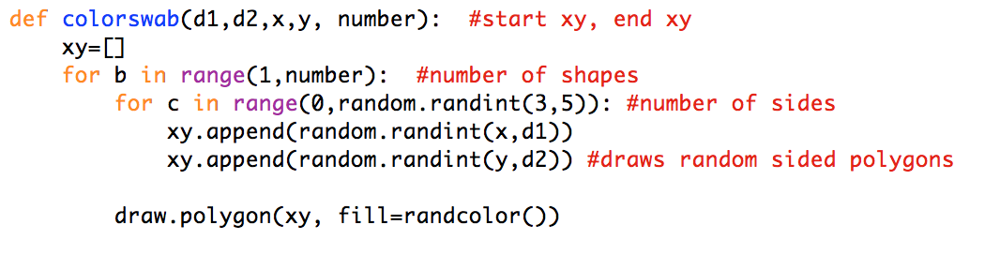 def colorswab(d1,d2,x,y, number):  #start xy, end xy
    xy=[]
    for b in range(1,number):  #number of shapes
        for c in range(0,random.randint(3,5)): #number of sides
            xy.append(random.randint(x,d1))
            xy.append(random.randint(y,d2)) #draws random sided polygons
        draw.polygon(xy, fill=randcolor())